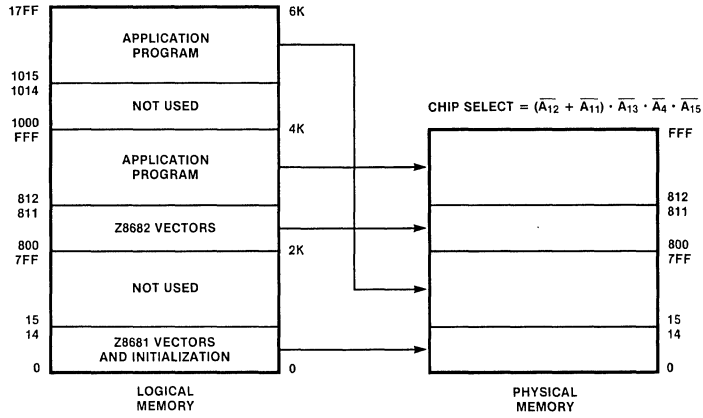 17FF
6K
APPLICATION
PROGRAM
1015
1014
NOT USED
1000
4K
FFF
APPLICATION
PROGRAM
812
811
Z8682 VECTORS
800
2K
7FF
NOT USED
15
14
Z8681 VECTORS
AND INITIALIZATION
0
0
LOGICAL
MEMORY
CHIP SELECT = (A̅12 + A̅11) · A̅13 · A̅4 · A̅15
FFF
812
811
800
7FF
15
14
0
PHYSICAL
MEMORY